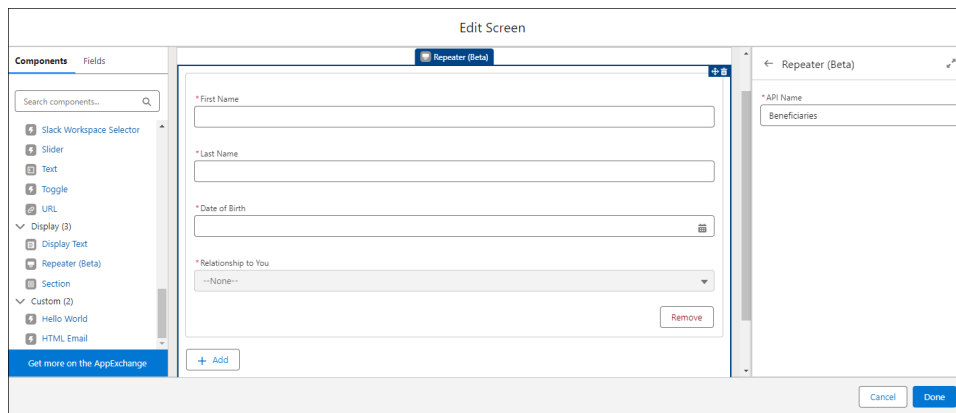 Edit Screen
Components Fields
Search components...
Slack Workspace Selector
Slider
Text
Toggle
URL
Display (3)
Display Text
Repeater (Beta)
Section
Custom (2)
Hello World
HTML Email
Get more on the AppExchange
Repeater (Beta)
*First Name
*Last Name
*Date of Birth
*Relationship to You
--None--
Remove
+ Add
Repeater (Beta)
*API Name
Beneficiaries
Cancel Done